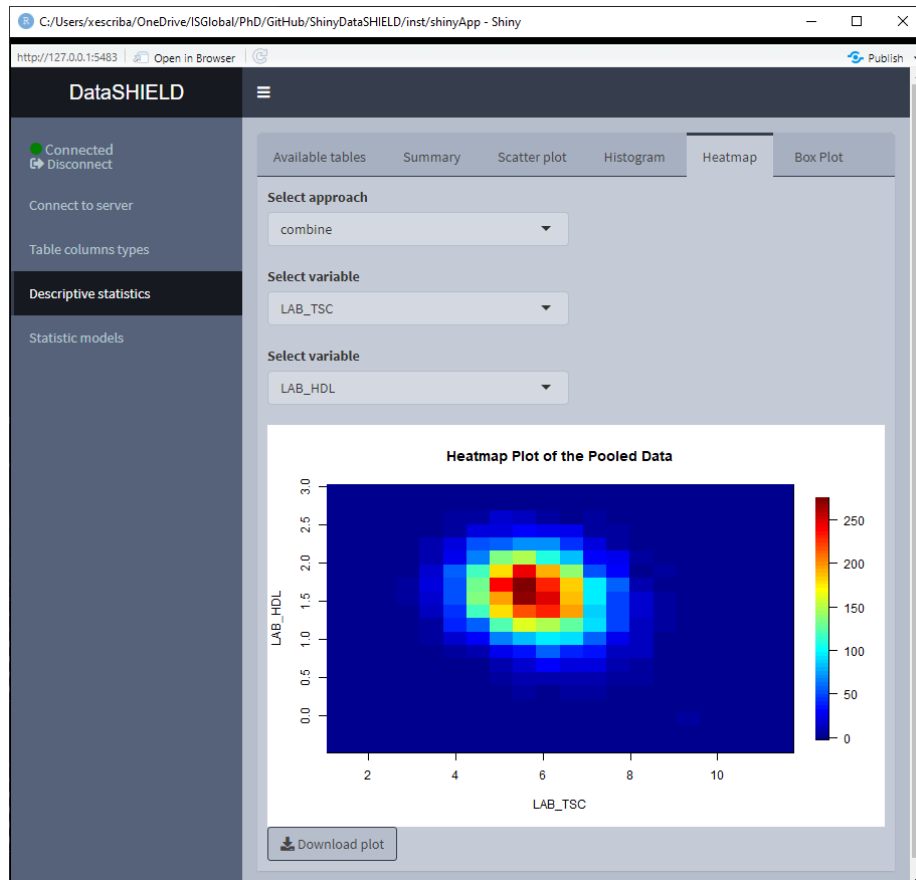 C:/Users/xescriba/OneDrive/ISGlobal/PhD/GitHub/ShinyDataSHIELD/inst/shinyApp - Shiny
http://127.0.0.1:5483 Open in Browser Publish
DataSHIELD
Connected
Disconnect
Connect to server
Table columns types
Descriptive statistics
Statistic models
Available tables Summary Scatter plot Histogram Heatmap Box Plot
Select approach
combine
Select variable
LAB_TSC
Select variable
LAB_HDL
Heatmap Plot of the Pooled Data
LAB_HDL
3.0
2.5
2.0
1.5
1.0
0.5
0.0
2 4 6 8 10
LAB_TSC
250
200
150
100
50
0
Download plot